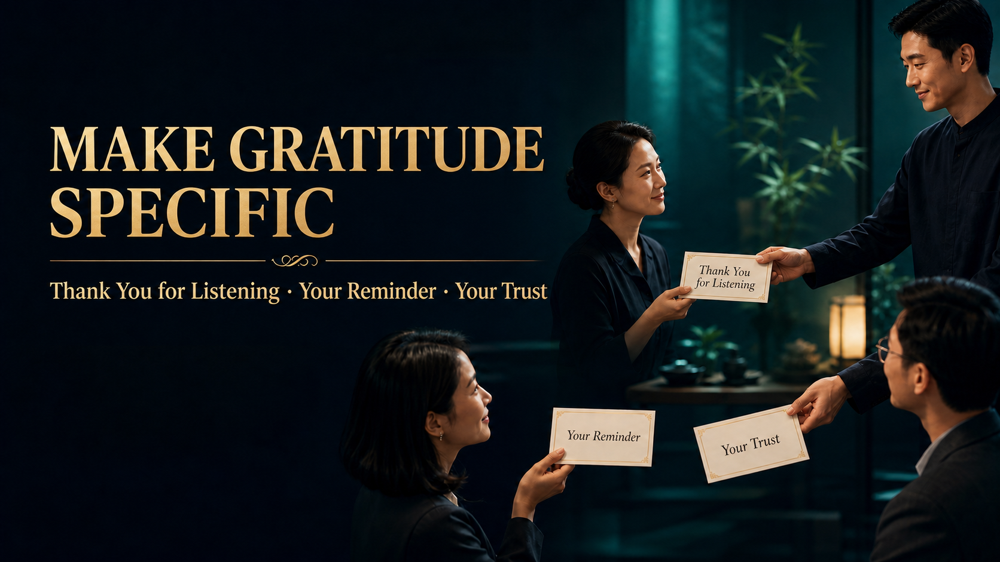 MAKE GRATITUDE
SPECIFIC
Thank You for Listening · Your Reminder · Your Trust
Thank You
for Listening
Your Reminder
Your Trust